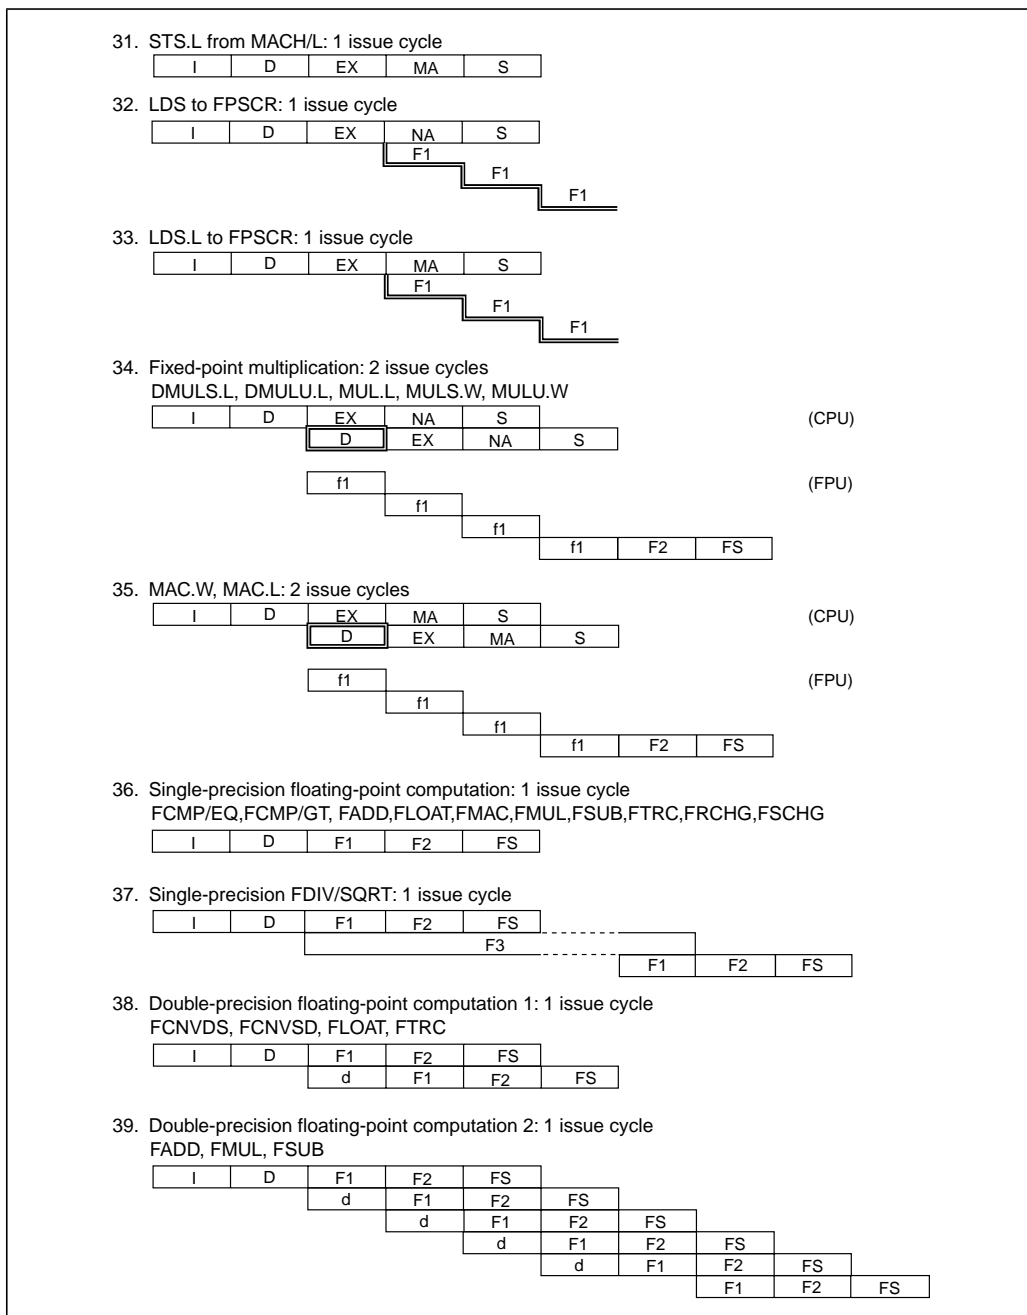 31. STS.L from MACH/L: 1 issue cycle
I D EX MA S
32. LDS to FPSCR: 1 issue cycle
I D EX NA S
F1
F1
F1
33. LDS.L to FPSCR: 1 issue cycle
I D EX MA S
F1
F1
F1
34. Fixed-point multiplication: 2 issue cycles
DMULS.L, DMULU.L, MUL.L, MULS.W, MULU.W
I D EX NA S (CPU)
D EX NA S
f1 (FPU)
f1
f1
f1 F2 FS
35. MAC.W, MAC.L: 2 issue cycles
I D EX MA S (CPU)
D EX MA S
f1 (FPU)
f1
f1
f1 F2 FS
36. Single-precision floating-point computation: 1 issue cycle
FCMP/EQ,FCMP/GT, FADD,FLOAT,FMAC,FMUL,FSUB,FTRC,FRCHG,FSCHG
I D F1 F2 FS
37. Single-precision FDIV/SQRT: 1 issue cycle
I D F1 F2 FS
F3
F1 F2 FS
38. Double-precision floating-point computation 1: 1 issue cycle
FCNVDS, FCNVSD, FLOAT, FTRC
I D F1 F2 FS
d F1 F2 FS
39. Double-precision floating-point computation 2: 1 issue cycle
FADD, FMUL, FSUB
I D F1 F2 FS
d F1 F2 FS
d F1 F2 FS
d F1 F2 FS
d F1 F2 FS
F1 F2 FS